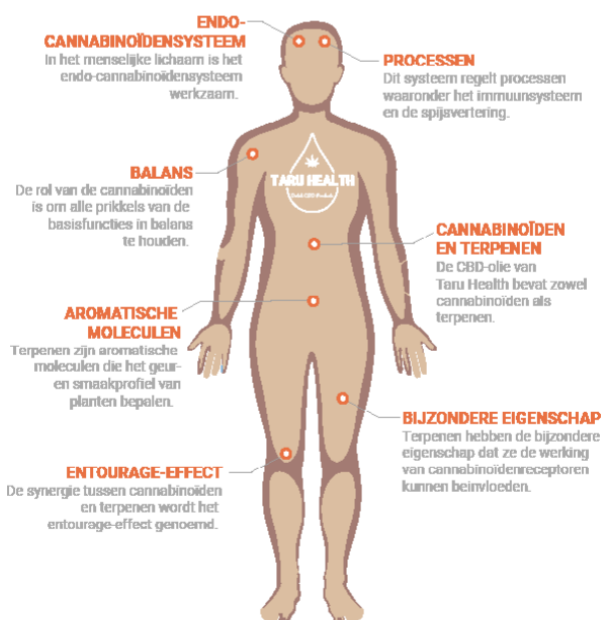 ENDO-
CANNABINOÏDENSYSTEEM
In het menselijke lichaam is het
endo-cannabinoïdensysteem
werkzaam.
PROCESSEN
Dit systeem regelt processen
waaronder het immuunsysteem
en de spijsvertering.
BALANS
De rol van de cannabinoïden
is om alle prikkels van de
basisfuncties in balans
te houden.
TARU HEALTH
CANNABINOÏDEN
EN TERPENEN
De CBD-olie van
Taru Health bevat zowel
cannabinoïden als
terpenen.
AROMATISCHE
MOLECULEN
Terpenen zijn aromatische
moleculen die het geur-
en smaakprofiel van
planten bepalen.
BIJZONDERE EIGENSCHAP
Terpenen hebben de bijzondere
eigenschap dat ze de werking
van cannabinoïdenreceptoren
kunnen beinvloeden.
ENTOURAGE-EFFECT
De synergie tussen cannabinoïden
en terpenen wordt het
entourage-effect genoemd.